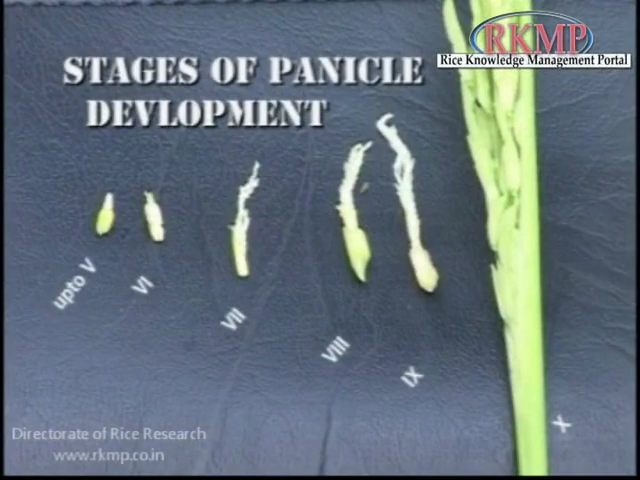 RKMP
Rice Knowledge Management Portal
STAGES OF PANICLE
DEVLOPMENT
upto V
VI
VII
VIII
IX
X
Directorate of Rice Research
www.rkmp.co.in